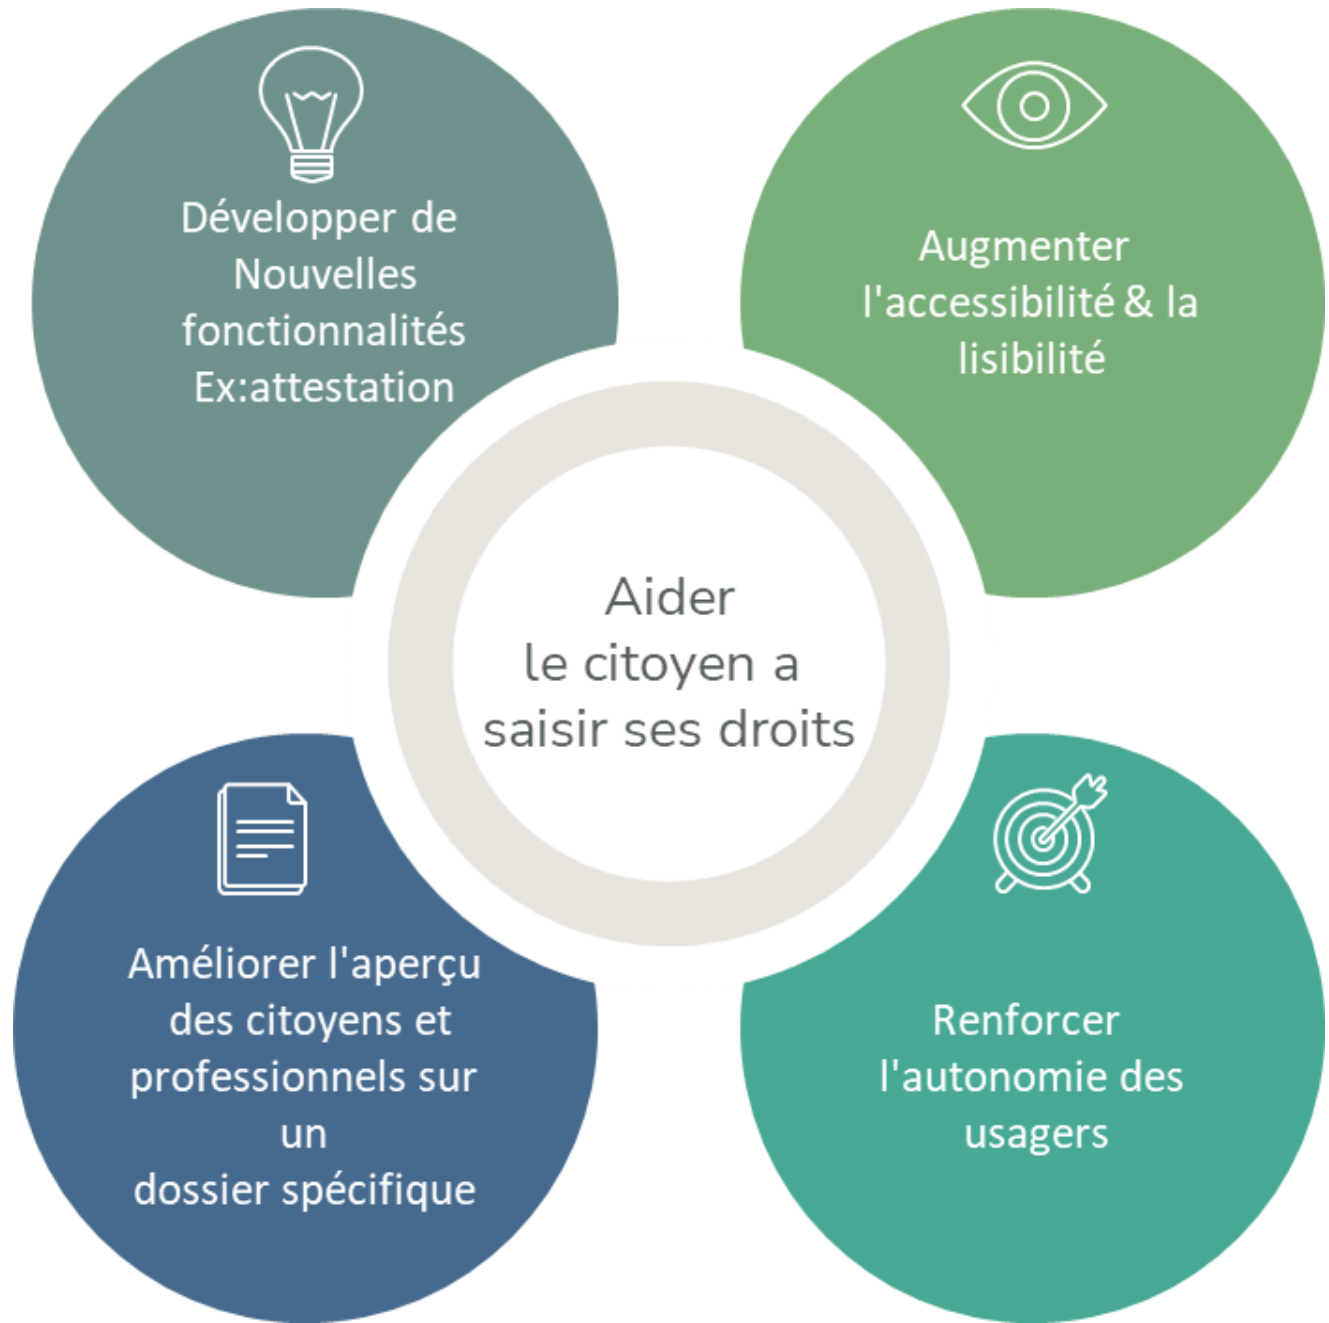 Développer de
Nouvelles
fonctionnalités
Ex:attestation
Augmenter
l'accessibilité & la
lisibilité
Aider
le citoyen a
saisir ses droits
Améliorer l'aperçu
des citoyens et
professionnels sur
un
dossier spécifique
Renforcer
l'autonomie des
usagers